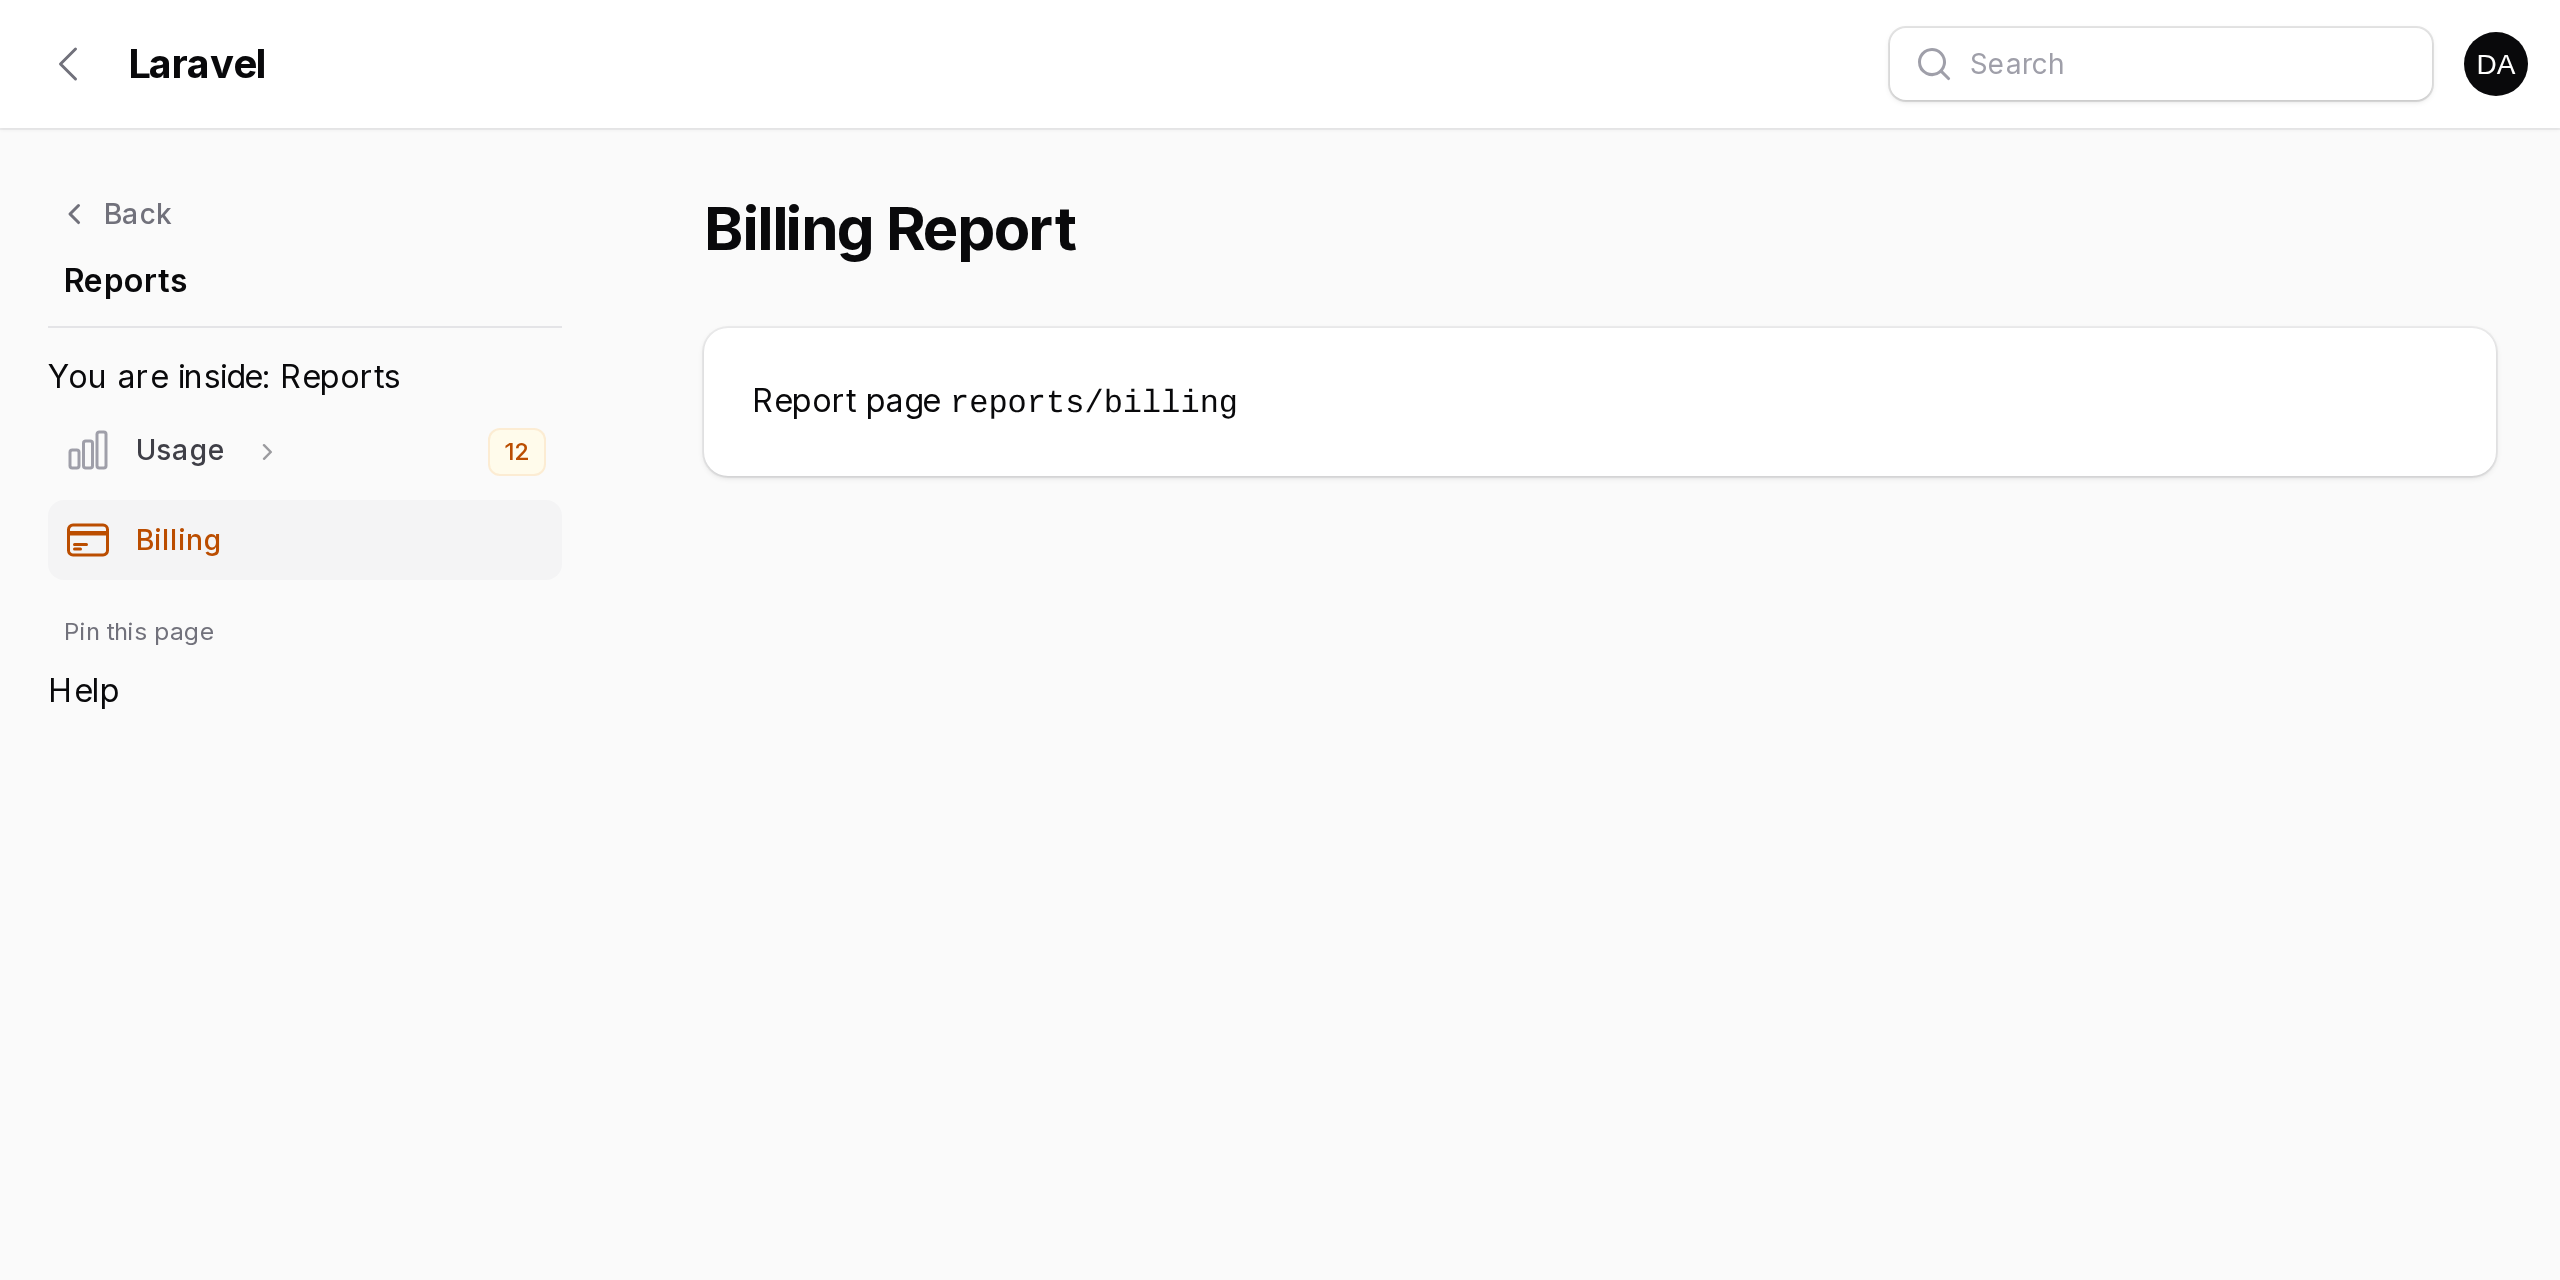 Laravel
Search
DA
Back
Reports
You are inside: Reports
Usage
12
Billing
Pin this page
Help
Billing Report
Report page reports/billing